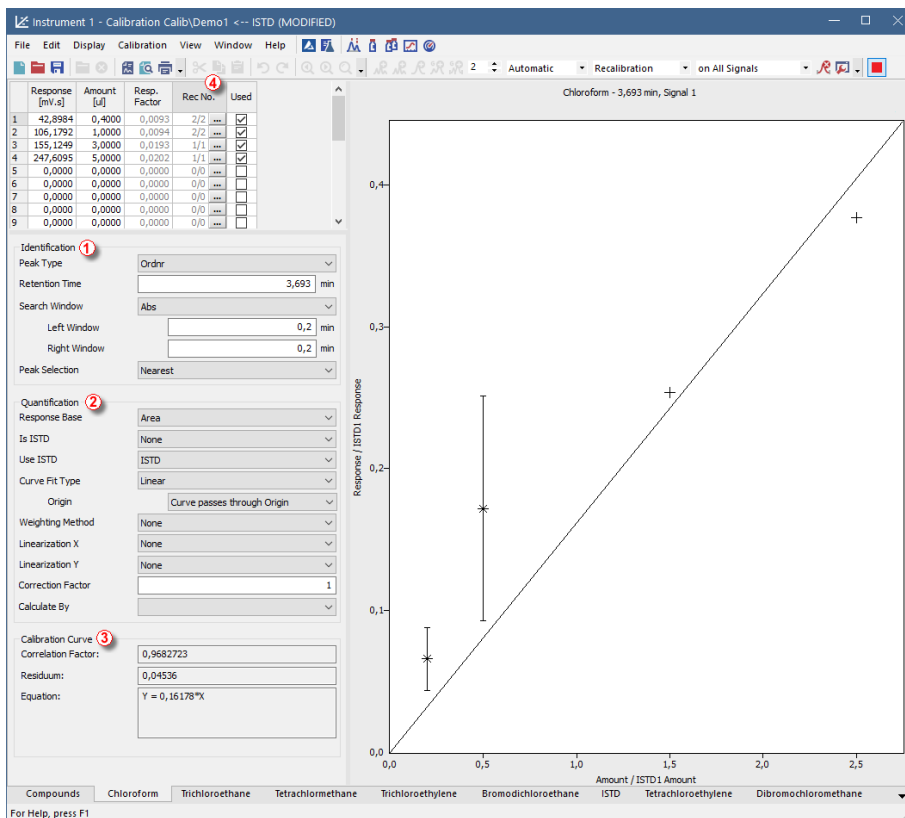 Instrument 1 - Calibration Calib\Demo1 <-- ISTD (MODIFIED)
File Edit Display Calibration View Window Help
2 Automatic Recalibration on All Signals
4
Response [mV.s] Amount [ul] Resp. Factor Rec No. Used
1 42,8984 0,4000 0,0093 2/2 ...
2 106,1792 1,0000 0,0094 2/2 ...
3 155,1249 3,0000 0,0193 1/1 ...
4 247,6095 5,0000 0,0202 1/1 ...
5 0,0000 0,0000 0,0000 0/0 ...
6 0,0000 0,0000 0,0000 0/0 ...
7 0,0000 0,0000 0,0000 0/0 ...
8 0,0000 0,0000 0,0000 0/0 ...
9 0,0000 0,0000 0,0000 0/0 ...
Identification 1
Peak Type Ordnr
Retention Time 3,693 min
Search Window Abs
Left Window 0,2 min
Right Window 0,2 min
Peak Selection Nearest
Quantification 2
Response Base Area
Is ISTD None
Use ISTD ISTD
Curve Fit Type Linear
Origin Curve passes through Origin
Weighting Method None
Linearization X None
Linearization Y None
Correction Factor 1
Calculate By
Calibration Curve 3
Correlation Factor: 0,9682723
Residuum: 0,04536
Equation: Y = 0,16178*X
Chloroform - 3,693 min, Signal 1
Response / ISTD1 Response
0,4
0,3
0,2
0,1
0,0
0,0 0,5 1,0 1,5 2,0 2,5
Amount / ISTD1 Amount
Compounds Chloroform Trichloroethane Tetrachlormethane Trichloroethylene Bromodichloroethane ISTD Tetrachloroethylene Dibromochloromethane
For Help, press F1